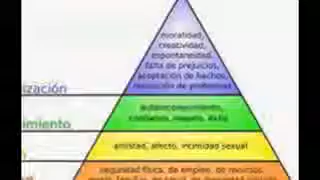 moralidad,
creatividad,
espontaneidad,
falta de prejuicios,
aceptación de hechos,
resolución de problemas
ización
autorreconocimiento,
confianza, respeto, éxito
imiento
amistad, afecto, intimidad sexual
seguridad física, de empleo, de recursos,